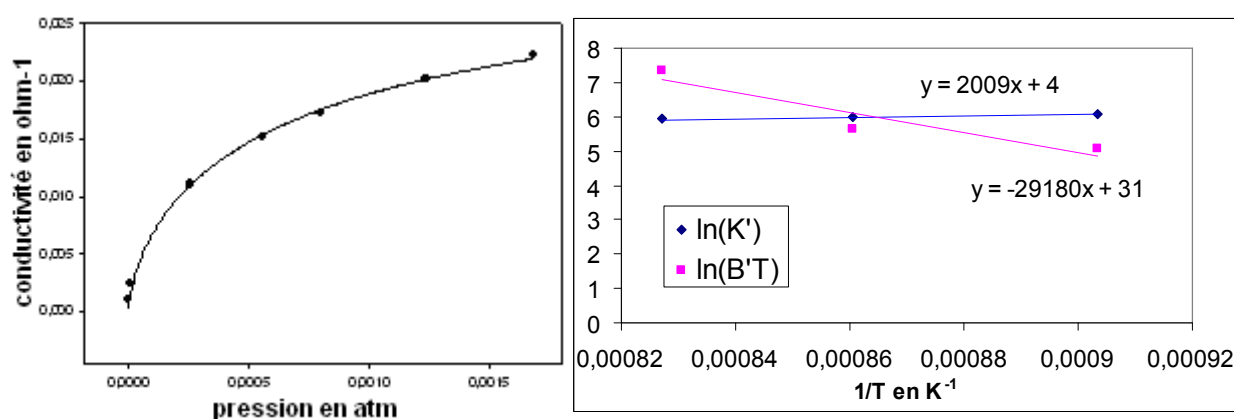 conductivité en ohm-1
0,025
0,020
0,015
0,010
0,005
0,000
0,0000 0,0005 0,0010 0,0015
pression en atm
8
7
6
5
4
3
2
1
0
y = 2009x + 4
y = -29180x + 31
ln(K')
ln(B'T)
0,00082 0,00084 0,00086 0,00088 0,0009 0,00092
1/T en K⁻¹